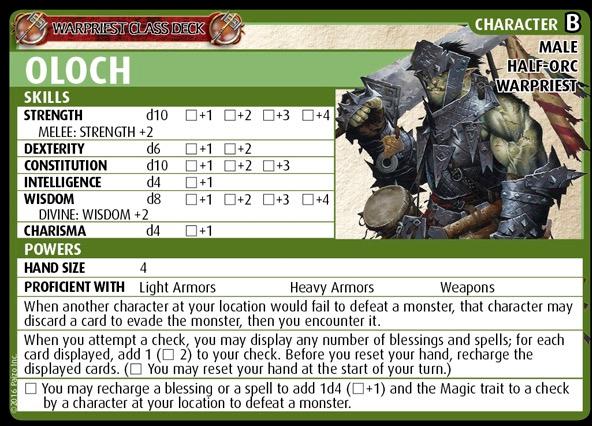 WARPRIEST CLASS DECK
CHARACTER B
OLOCH
MALE
HALF-ORC
WARPRIEST
SKILLS
STRENGTH d10 □+1 □+2 □+3 □+4
MELEE: STRENGTH +2
DEXTERITY d6 □+1 □+2
CONSTITUTION d10 □+1 □+2 □+3
INTELLIGENCE d4 □+1
WISDOM d8 □+1 □+2 □+3 □+4
DIVINE: WISDOM +2
CHARISMA d4 □+1
POWERS
HAND SIZE 4
PROFICIENT WITH Light Armors Heavy Armors Weapons
When another character at your location would fail to defeat a monster, that character may
discard a card to evade the monster, then you encounter it.
When you attempt a check, you may display any number of blessings and spells; for each
card displayed, add 1 (□ 2) to your check. Before you reset your hand, recharge the
displayed cards. (□ You may reset your hand at the start of your turn.)
□ You may recharge a blessing or a spell to add 1d4 (□+1) and the Magic trait to a check
by a character at your location to defeat a monster.
©2016 Paizo Inc.